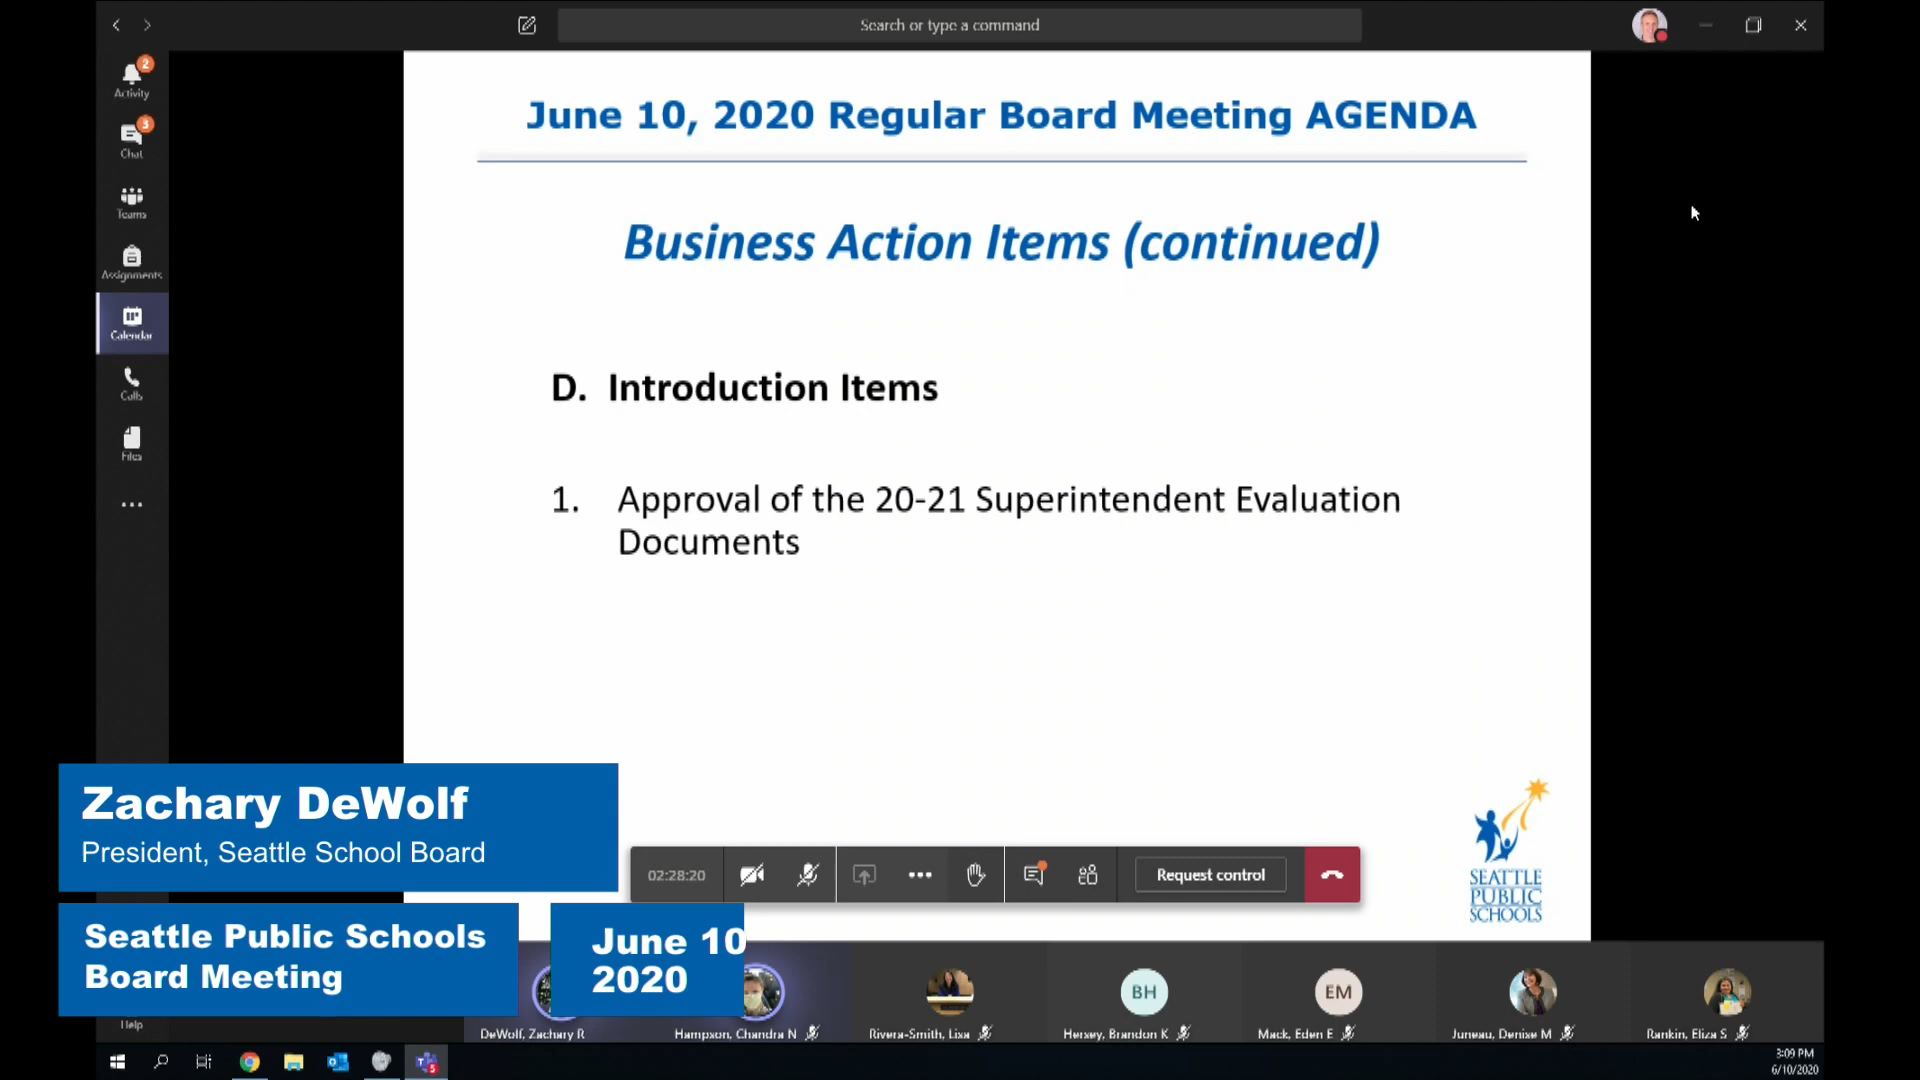 Search or type a command
2
Activity
3
Chat
Teams
Assignments
Calendar
Calls
Files
Help
June 10, 2020 Regular Board Meeting AGENDA
Business Action Items (continued)
D. Introduction Items
1. Approval of the 20-21 Superintendent Evaluation
Documents
SEATTLE
PUBLIC
SCHOOLS
Zachary DeWolf
President, Seattle School Board
Seattle Public Schools
Board Meeting
June 10
2020
02:28:20
Request control
BH
EM
DeWolf, Zachary R
Hampson, Chandra N
Rivera-Smith, Lisa
Hersey, Brandon K
Mack, Eden E
Juneau, Denise M
Rankin, Eliza S
5
3:09 PM
6/10/2020